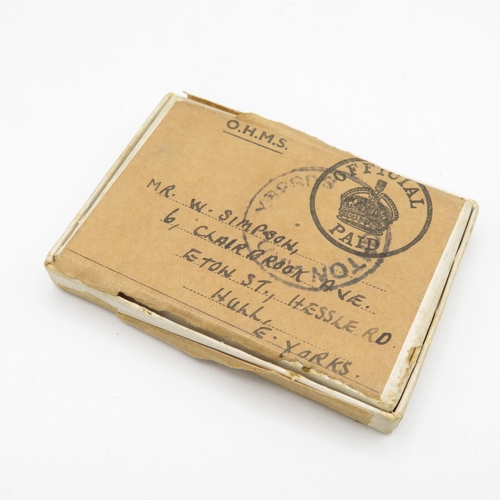 O.H.M.S.
OFFICIAL
PAID
MR. W. SIMPSON,
6, CLAIRBROOK AVE.
ETON ST., HESSLE RD.
HULL,
E. YORKS.